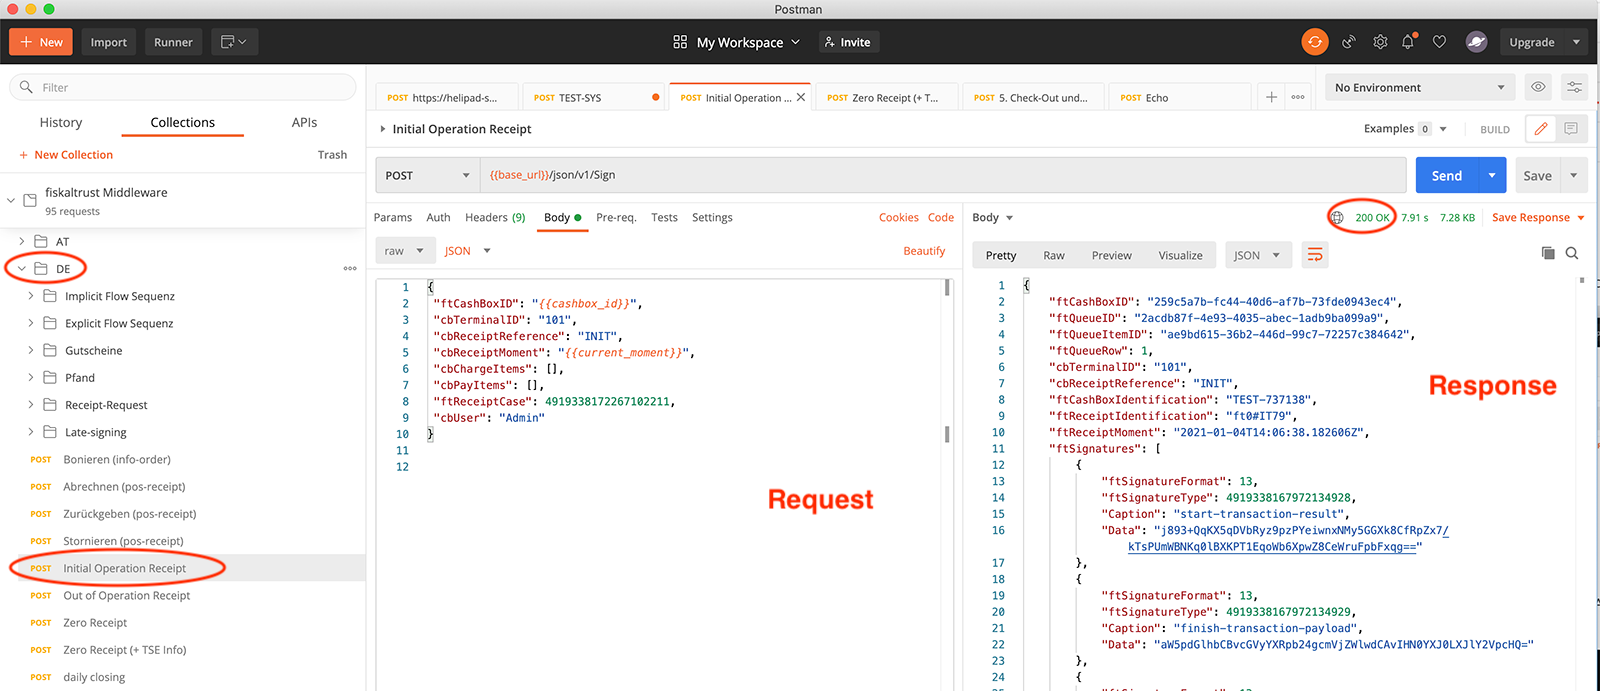 Postman
+ New Import Runner My Workspace Invite Upgrade
Filter
History Collections APIs
+ New Collection Trash
fiskaltrust Middleware
95 requests
AT
DE
Implicit Flow Sequenz
Explicit Flow Sequenz
Gutscheine
Pfand
Receipt-Request
Late-signing
POST Bonieren (info-order)
POST Abrechnen (pos-receipt)
POST Zurückgeben (pos-receipt)
POST Stornieren (pos-receipt)
POST Initial Operation Receipt
POST Out of Operation Receipt
POST Zero Receipt
POST Zero Receipt (+ TSE Info)
POST daily closing
POST https://helipad-s... POST TEST-SYS POST Initial Operation ... POST Zero Receipt (+ T... POST 5. Check-Out und... POST Echo No Environment
Initial Operation Receipt Examples 0 BUILD
POST {{base_url}}/json/v1/Sign Send Save
Params Auth Headers (9) Body Pre-req. Tests Settings Cookies Code
raw JSON Beautify
1 {
2 "ftCashBoxID": "{{cashbox_id}}",
3 "cbTerminalID": "101",
4 "cbReceiptReference": "INIT",
5 "cbReceiptMoment": "{{current_moment}}",
6 "cbChargeItems": [],
7 "cbPayItems": [],
8 "ftReceiptCase": 4919338172267102211,
9 "cbUser": "Admin"
10 }
11
12
Request
Body 200 OK 7.91 s 7.28 KB Save Response
Pretty Raw Preview Visualize JSON
1 {
2 "ftCashBoxID": "259c5a7b-fc44-40d6-af7b-73fde0943ec4",
3 "ftQueueID": "2acdb87f-4e93-4035-abec-1adb9ba099a9",
4 "ftQueueItemID": "ae9bd615-36b2-446d-99c7-72257c384642",
5 "ftQueueRow": 1,
6 "cbTerminalID": "101",
7 "cbReceiptReference": "INIT",
8 "ftCashBoxIdentification": "TEST-737138",
9 "ftReceiptIdentification": "ft0#IT79",
10 "ftReceiptMoment": "2021-01-04T14:06:38.182606Z",
11 "ftSignatures": [
12 {
13 "ftSignatureFormat": 13,
14 "ftSignatureType": 4919338167972134928,
15 "Caption": "start-transaction-result",
16 "Data": "j893+QqKX5qDVbRyz9pzPYeiwnxNMy5GGXk8CfRpZx7/
kTsPUmWBNKq0lBXKPT1EqoWb6XpwZ8CeWruFpbFxqg=="
17 },
18 {
19 "ftSignatureFormat": 13,
20 "ftSignatureType": 4919338167972134929,
21 "Caption": "finish-transaction-payload",
22 "Data": "aW5pdGlhbCBvcGVyYXRpb24gcmVjZWlwdCAvIHN0YXJ0LXJlY2VpcHQ="
23 },
24 {
Response